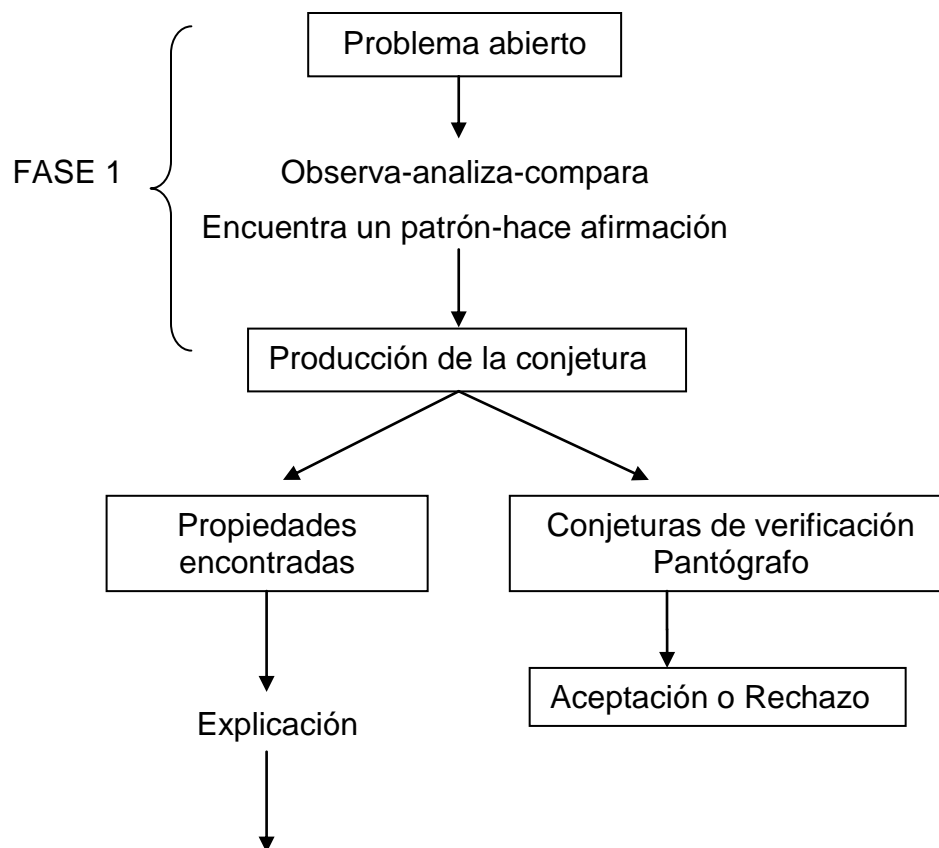 Problema abierto
FASE 1
Observa-analiza-compara
Encuentra un patrón-hace afirmación
Producción de la conjetura
Propiedades
encontradas
Conjeturas de verificación
Pantógrafo
Aceptación o Rechazo
Explicación